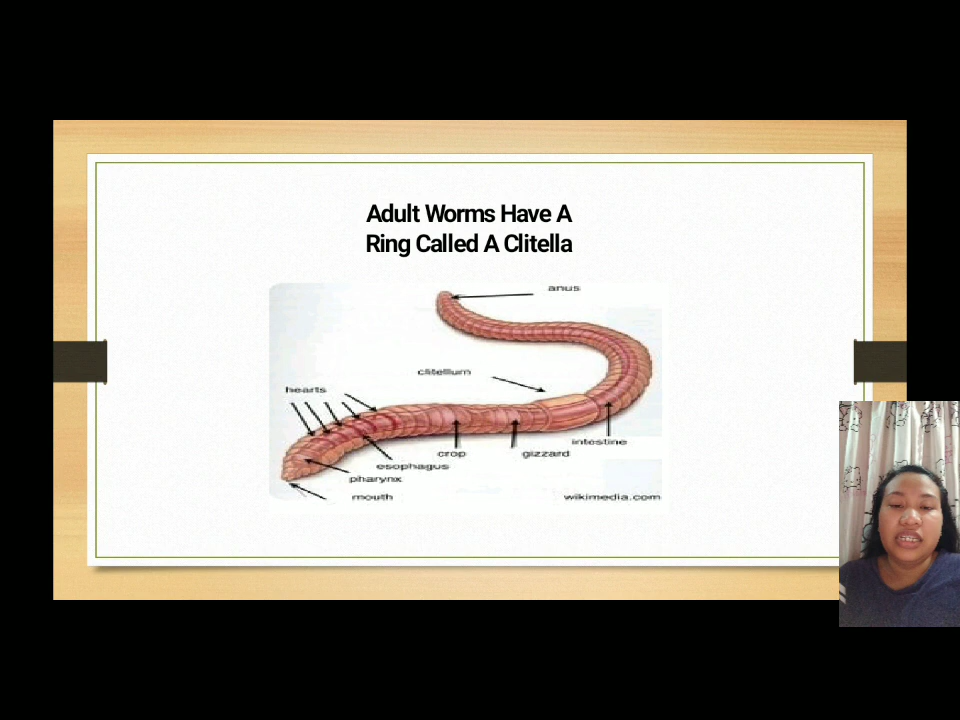 Adult Worms Have A
Ring Called A Clitella
anus
clitellum
hearts
intestine
crop
gizzard
esophagus
pharynx
mouth
wikimedia.com